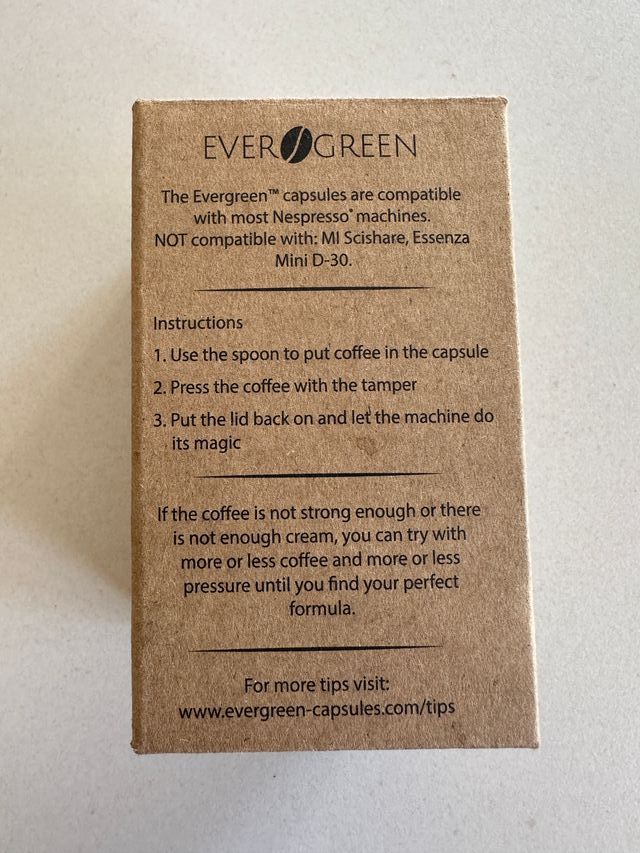 EVERGREEN
The Evergreen™ capsules are compatible
with most Nespresso® machines.
NOT compatible with: MI Scishare, Essenza
Mini D-30.
Instructions
1. Use the spoon to put coffee in the capsule
2. Press the coffee with the tamper
3. Put the lid back on and let the machine do
its magic
If the coffee is not strong enough or there
is not enough cream, you can try with
more or less coffee and more or less
pressure until you find your perfect
formula.
For more tips visit:
www.evergreen-capsules.com/tips